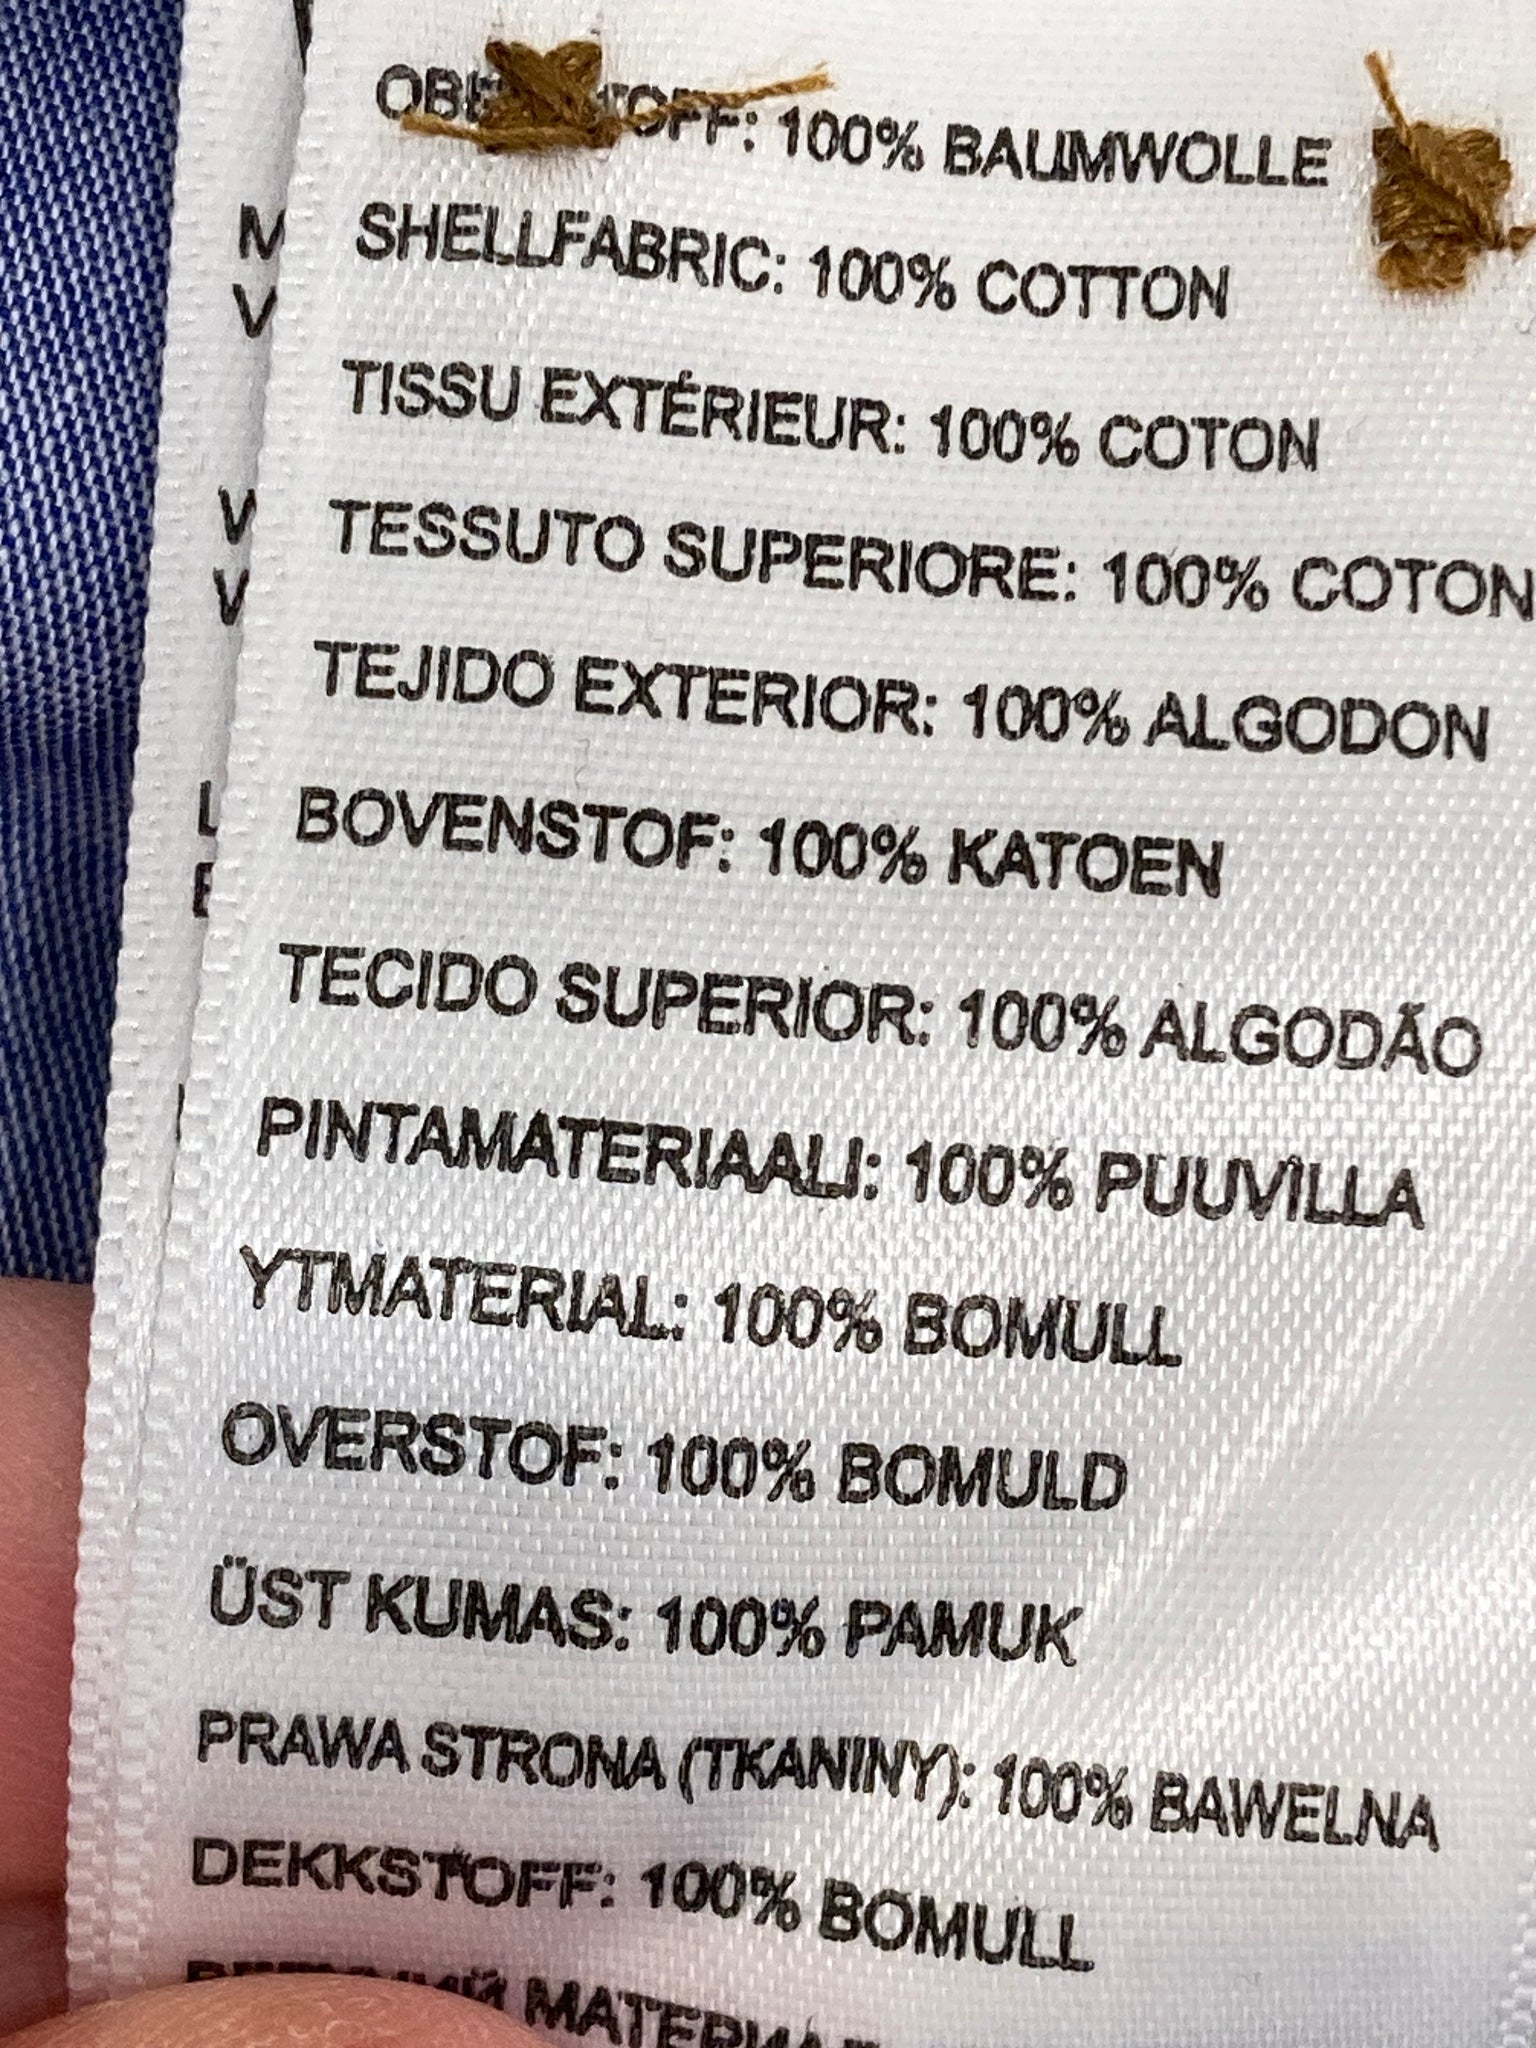 100% BAUMWOLLE
SHELLFABRIC: 100% COTTON
TISSU EXTÉRIEUR: 100% COTON
TESSUTO SUPERIORE: 100% COTON
TEJIDO EXTERIOR: 100% ALGODON
BOVENSTOF: 100% KATOEN
TECIDO SUPERIOR: 100% ALGODÃO
PINTAMATERIAALI: 100% PUUVILLA
YTMATERIAL: 100% BOMULL
OVERSTOF: 100% BOMULD
ÜST KUMAS: 100% PAMUK
PRAWA STRONA (TKANINY): 100% BAWELNA
DEKKSTOFF: 100% BOMULL
МАТЕРИАЛ